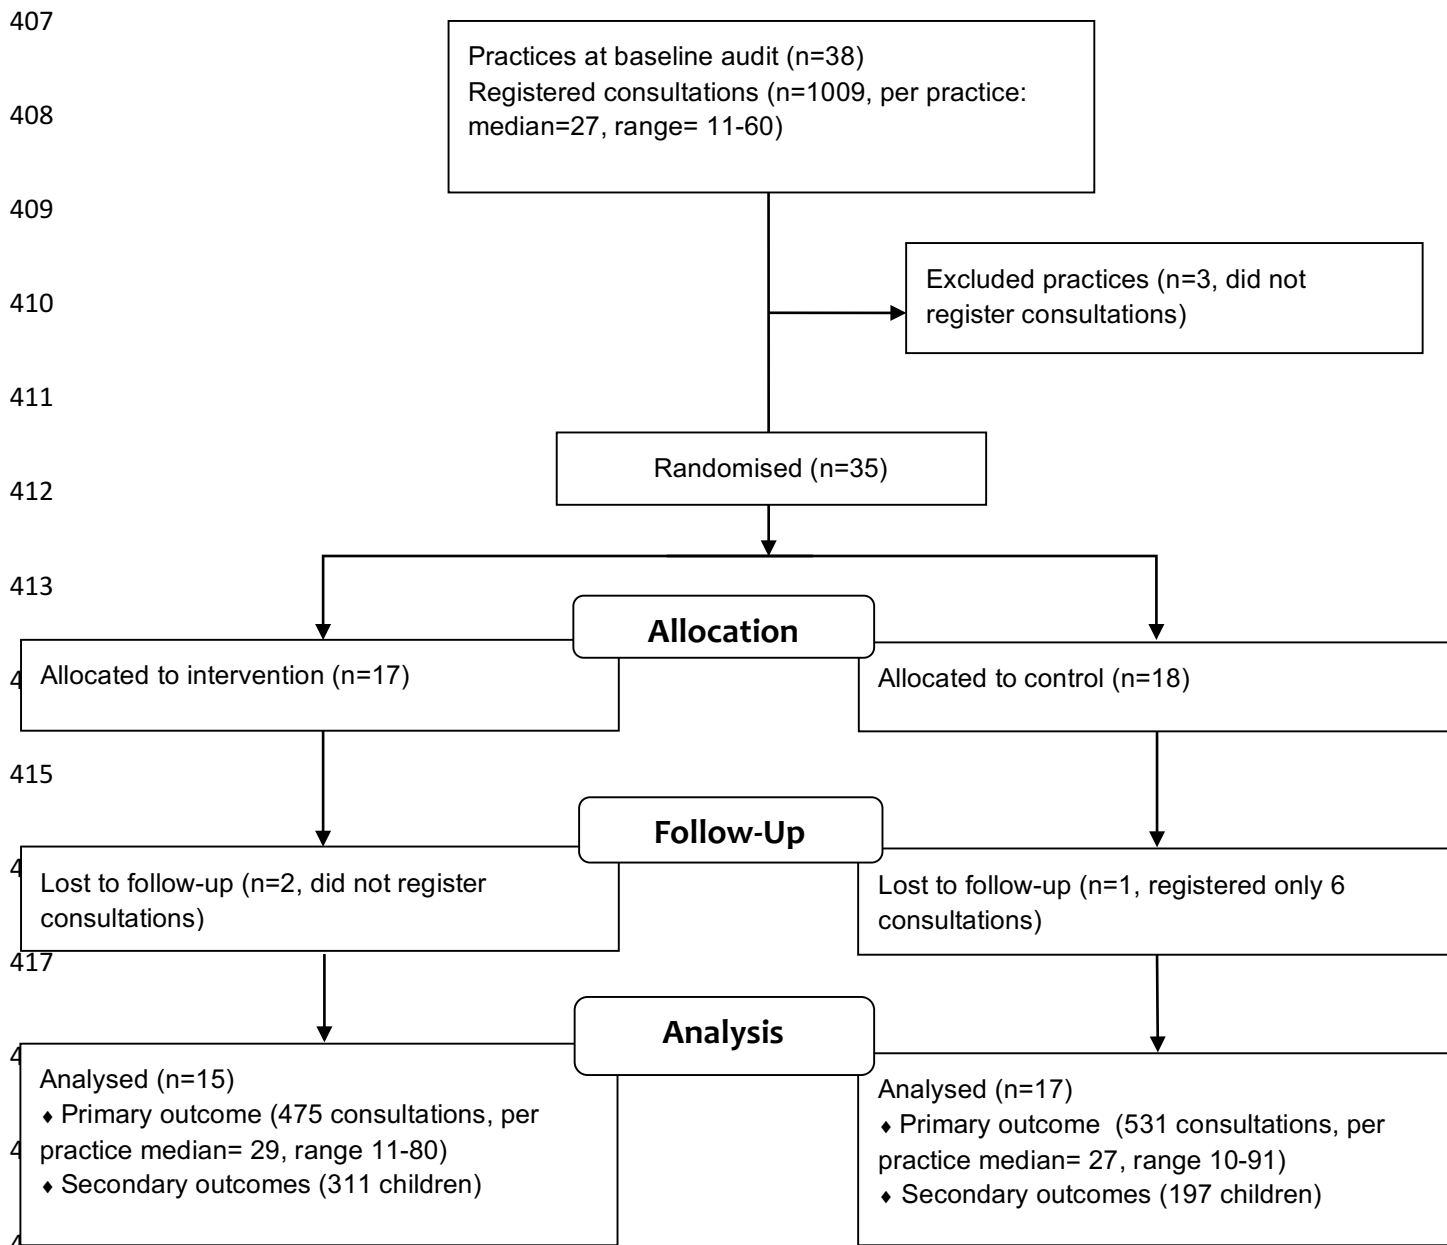 407
Practices at baseline audit (n=38)
Registered consultations (n=1009, per practice:
408
median=27, range= 11-60)
409
Excluded practices (n=3, did not
410
register consultations)
411
Randomised (n=35)
412
413
Allocation
Allocated to intervention (n=17)
Allocated to control (n=18)
415
Follow-Up
Lost to follow-up (n=2, did not register
consultations)
Lost to follow-up (n=1, registered only 6
consultations)
417
Analysis
Analysed (n=15)
♦ Primary outcome (475 consultations, per
practice median= 29, range 11-80)
♦ Secondary outcomes (311 children)
Analysed (n=17)
♦ Primary outcome (531 consultations, per
practice median= 27, range 10-91)
♦ Secondary outcomes (197 children)